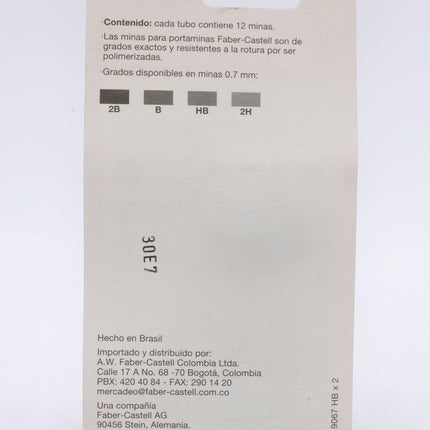 ·Contenido: cada tubo contiene 12 minas.
·Las minas para portaminas Faber-Castell son de
grados exactos y resistentes a la rotura por ser
polimerizadas.
·Grados disponibles en minas 0.7 mm:
2B B HB 2H
30E7
Hecho en Brasil
Importado y distribuido por:
A.W. Faber-Castell Colombia Ltda.
Calle 17 A No. 68 -70 Bogotá, Colombia
PBX: 420 40 84 - FAX: 290 14 20
mercadeo@faber-castell.com.co
Una compañía
Faber-Castell AG
90456 Stein, Alemania.
9067 HB x 2